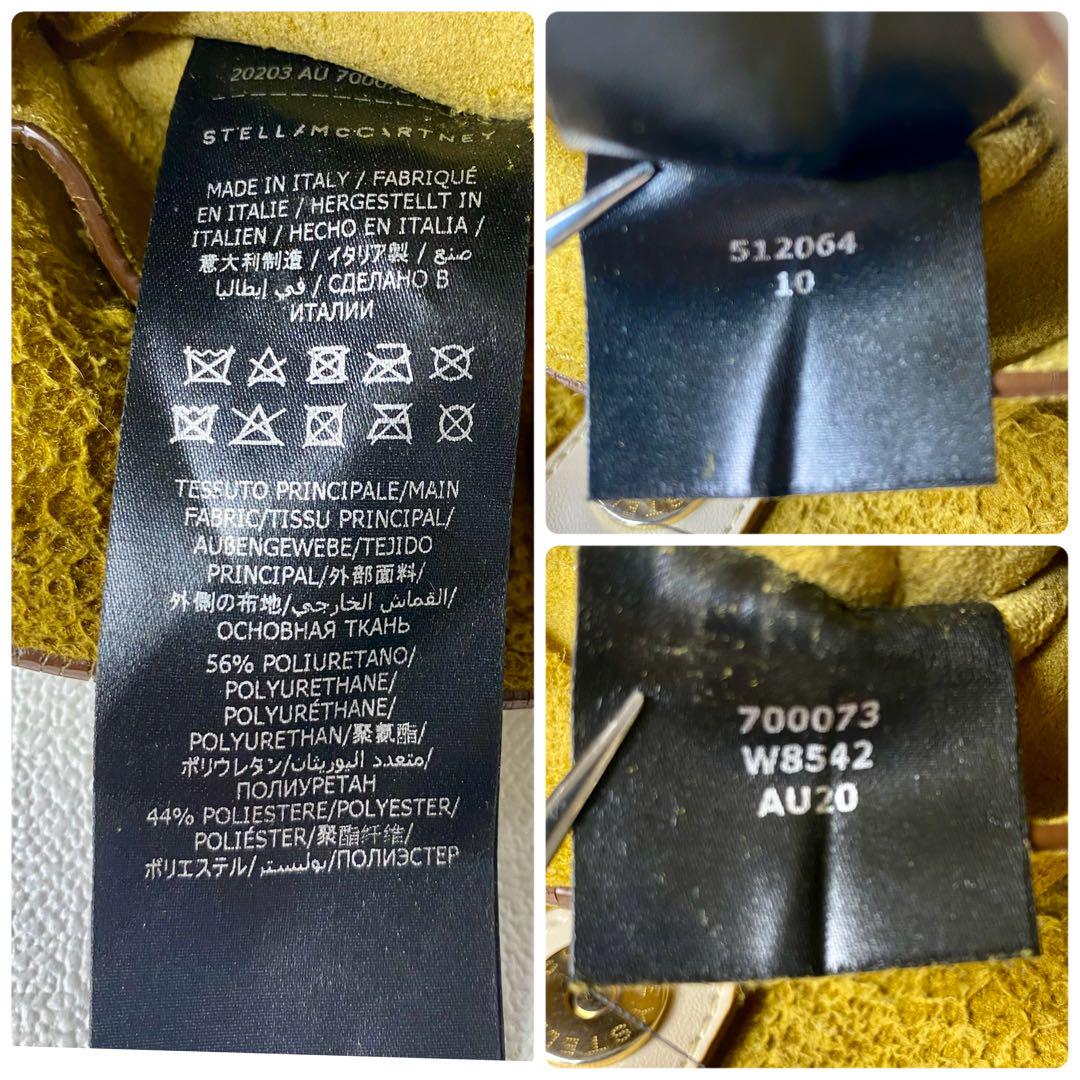 20203 AU 70007
STELLA McCARTNEY
MADE IN ITALY / FABRIQUÉ
EN ITALIE / HERGESTELLT IN
ITALIEN / HECHO EN ITALIA /
意大利制造 / イタリア製 / صنع
في إيطاليا / СДЕЛАНО В
ИТАЛИИ
TESSUTO PRINCIPALE/MAIN
FABRIC/TISSU PRINCIPAL/
AUßENGEWEBE/TEJIDO
PRINCIPAL/外部面料/
外側の布地/القماش الخارجي/
ОСНОВНАЯ ТКАНЬ
56% POLIURETANO/
POLYURETHANE/
POLYURÉTHANE/
POLYURETHAN/聚氨酯/
ポリウレタン/متعدد اليوريثان/
ПОЛИУРЕТАН
44% POLIESTERE/POLYESTER/
POLIÉSTER/聚酯纤维/
ポリエステル/بوليستر/ПОЛИЭСТЕР
512064
10
700073
W8542
AU20